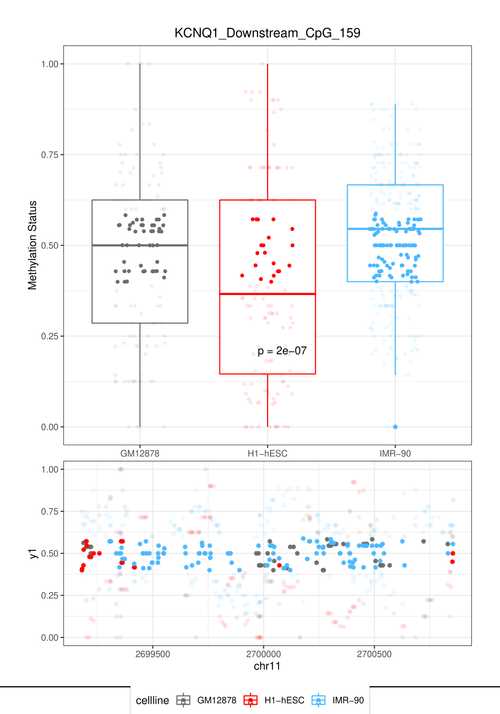 KCNQ1_Downstream_CpG_159
Methylation Status
1.00
0.75
0.50
0.25
0.00
p = 2e−07
GM12878 H1−hESC IMR−90
y1
1.00
0.75
0.50
0.25
0.00
2699500 2700000 2700500
chr11
cellline GM12878 H1−hESC IMR−90